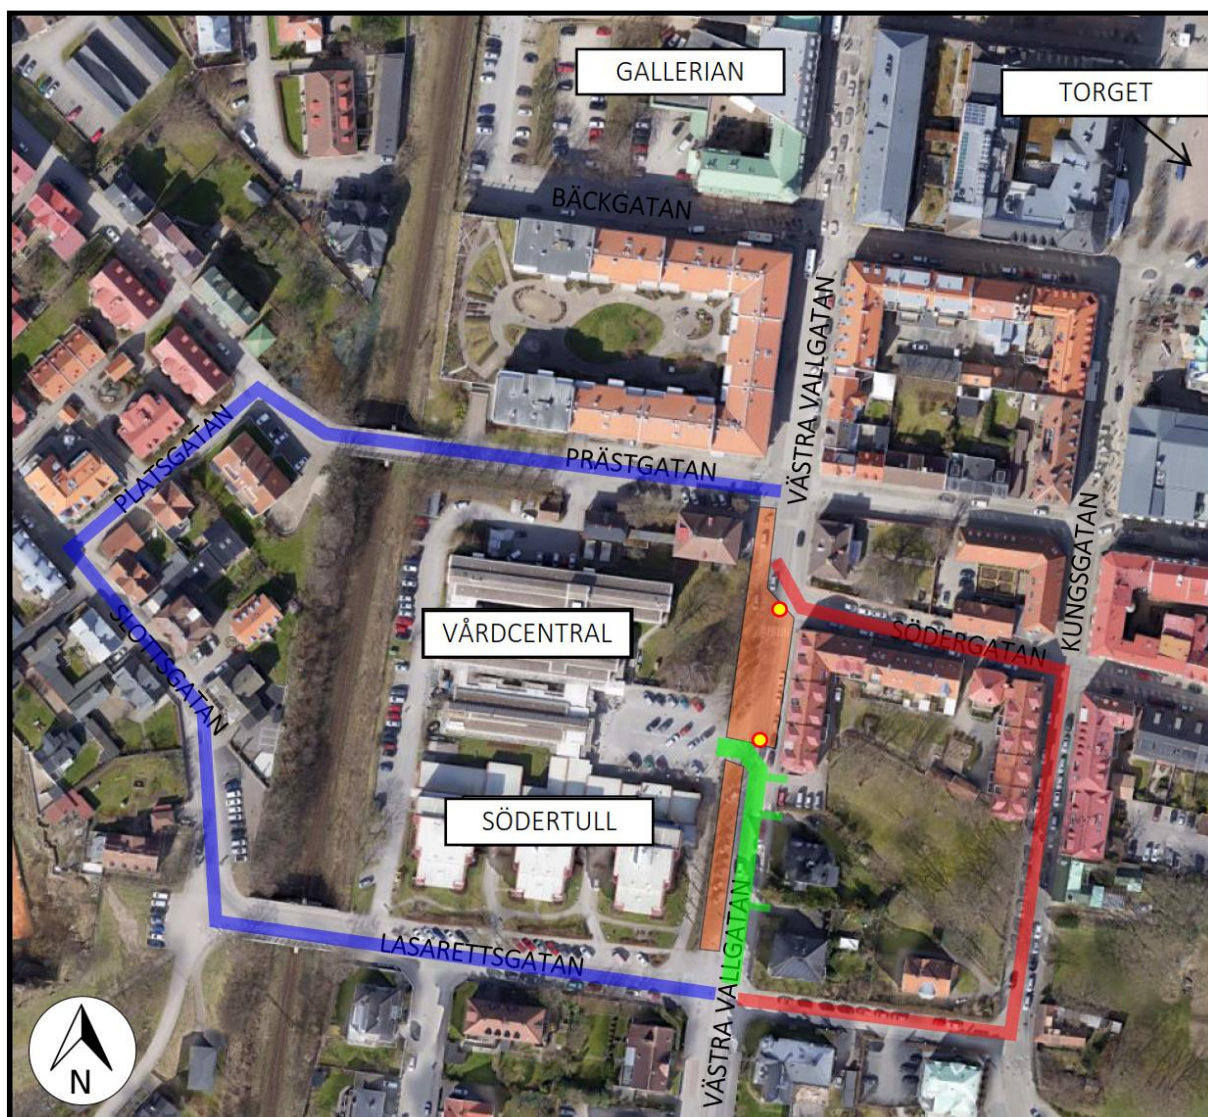 GALLERIAN
TORGET
BÄCKGATAN
VÄSTRA VALLGATAN
PLATSGATAN
PRÄSTGATAN
KUNGSGATAN
VÅRDCENTRAL
SÖDERGATAN
SLOTTSGATAN
SÖDERTULL
LASARETTSGATAN
VÄSTRA VALLGATAN
N